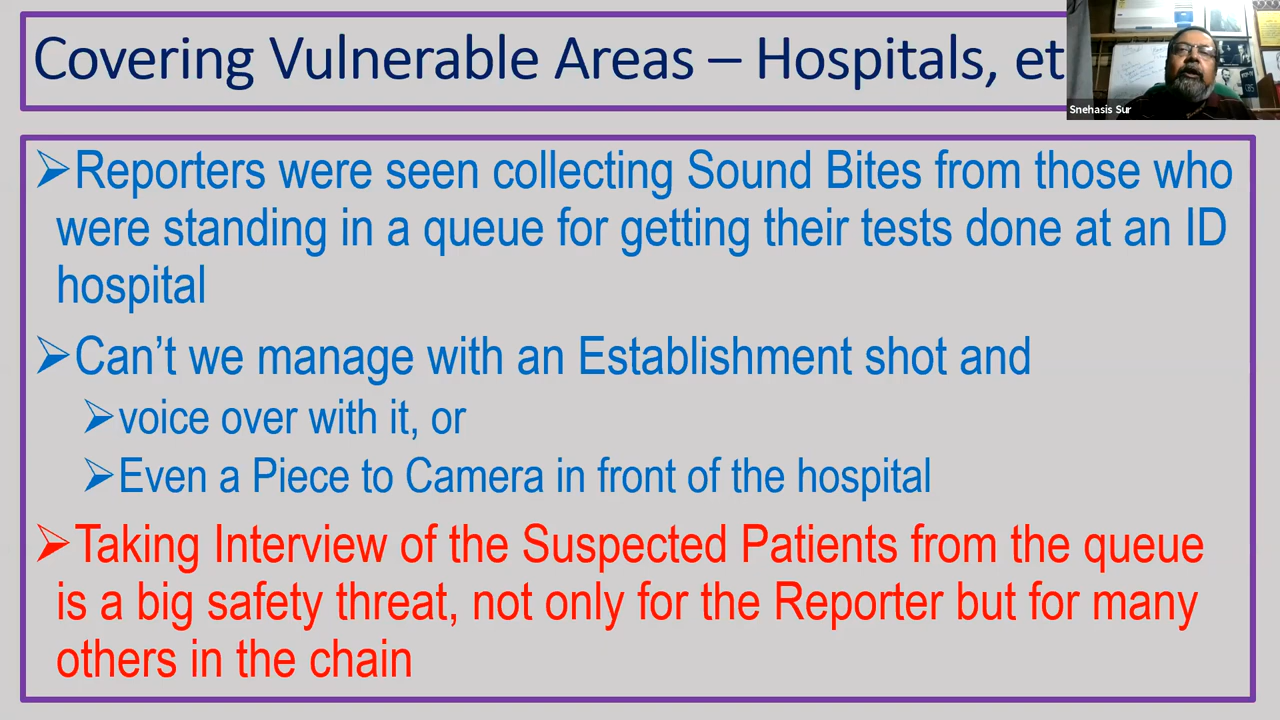 Covering Vulnerable Areas – Hospitals, et
Snehasis Sur
➢Reporters were seen collecting Sound Bites from those who
were standing in a queue for getting their tests done at an ID
hospital
➢Can’t we manage with an Establishment shot and
➢voice over with it, or
➢Even a Piece to Camera in front of the hospital
➢Taking Interview of the Suspected Patients from the queue
is a big safety threat, not only for the Reporter but for many
others in the chain